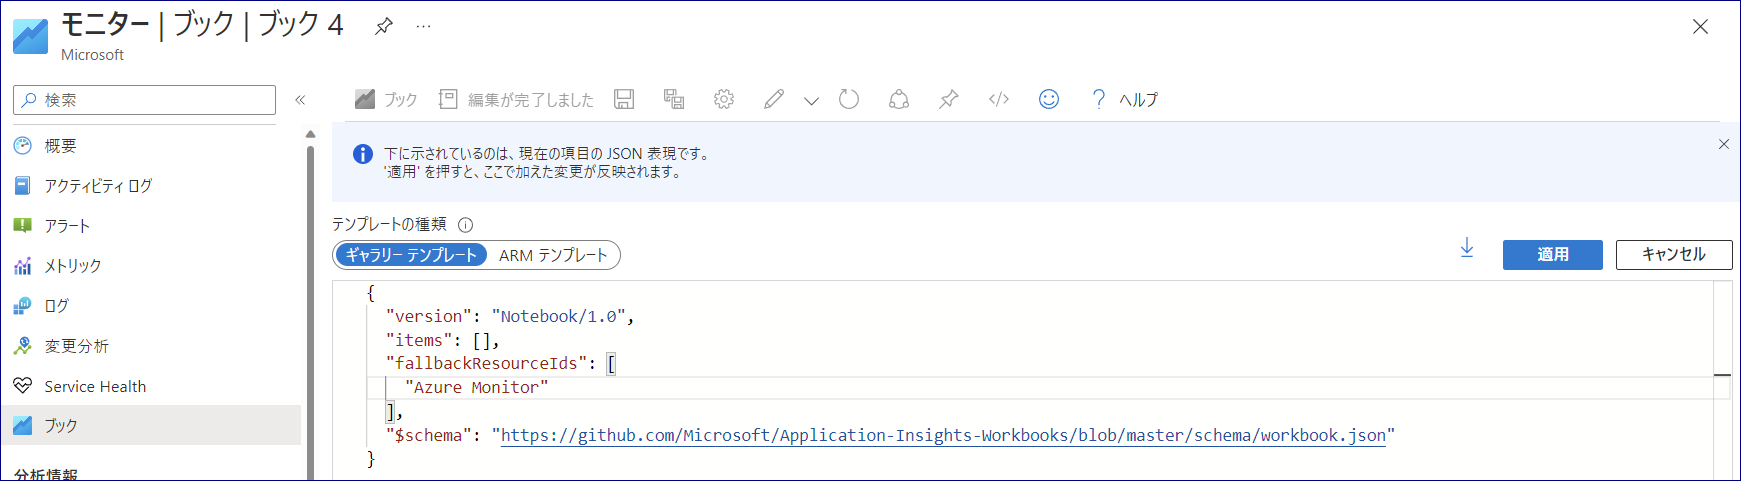 モニター | ブック | ブック 4
...
Microsoft
検索
«
概要
アクティビティ ログ
アラート
メトリック
ログ
変更分析
Service Health
ブック
分析情報
ブック
編集が完了しました
</>
? ヘルプ
下に示されているのは、現在の項目の JSON 表現です。
'適用' を押すと、ここで加えた変更が反映されます。
テンプレートの種類
ギャラリー テンプレート
ARM テンプレート
適用
キャンセル
{
"version": "Notebook/1.0",
"items": [],
"fallbackResourceIds": [
"Azure Monitor"
],
"$schema": "https://github.com/Microsoft/Application-Insights-Workbooks/blob/master/schema/workbook.json"
}